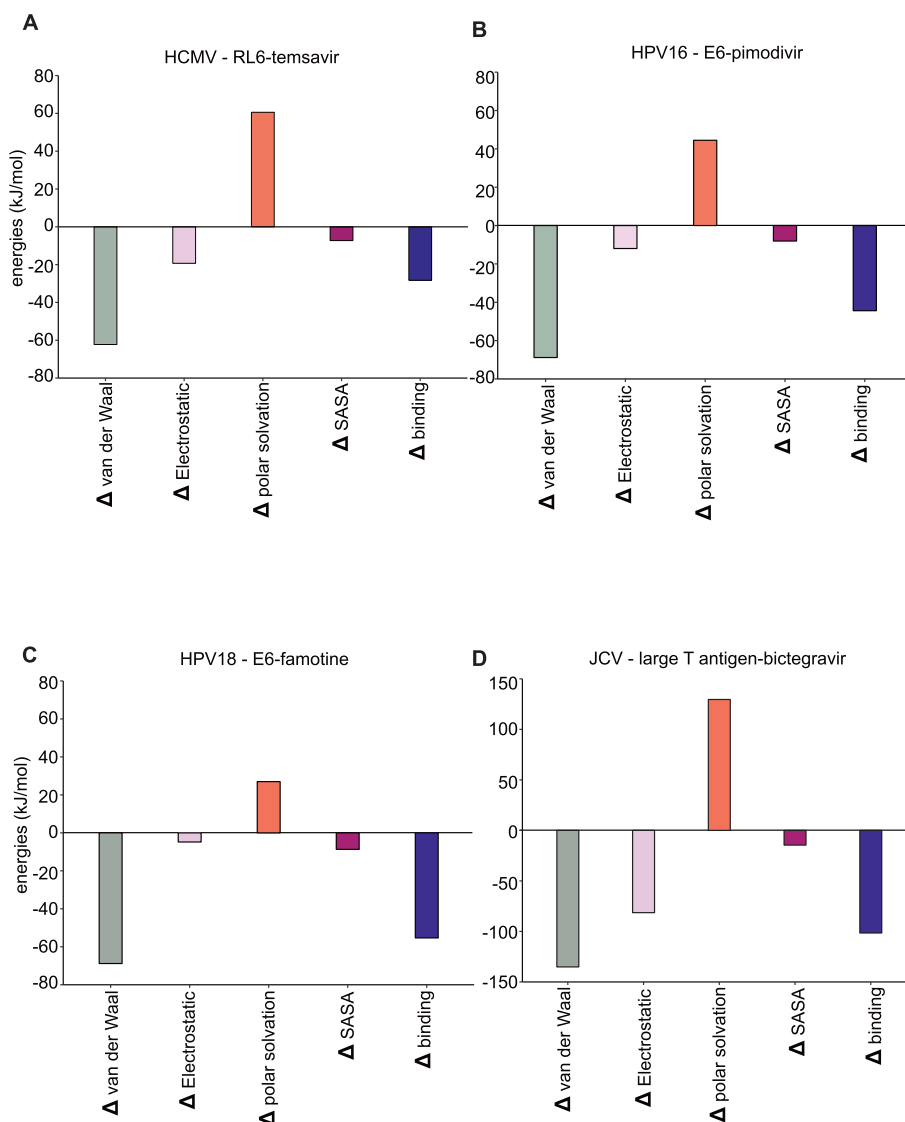 A
HCMV - RL6-temsavir
80
60
40
20
0
-20
-40
-60
-80
energies (kJ/mol)
Δ van der Waal
Δ Electrostatic
Δ polar solvation
Δ SASA
Δ binding
B
HPV16 - E6-pimodivir
80
60
40
20
0
-20
-40
-60
-80
Δ van der Waal
Δ Electrostatic
Δ polar solvation
Δ SASA
Δ binding
C
HPV18 - E6-famotine
80
60
40
20
0
-20
-40
-60
-80
energies (kJ/mol)
Δ van der Waal
Δ Electrostatic
Δ polar solvation
Δ SASA
Δ binding
D
JCV - large T antigen-bictegravir
150
100
50
0
-50
-100
-150
Δ van der Waal
Δ Electrostatic
Δ polar solvation
Δ SASA
Δ binding